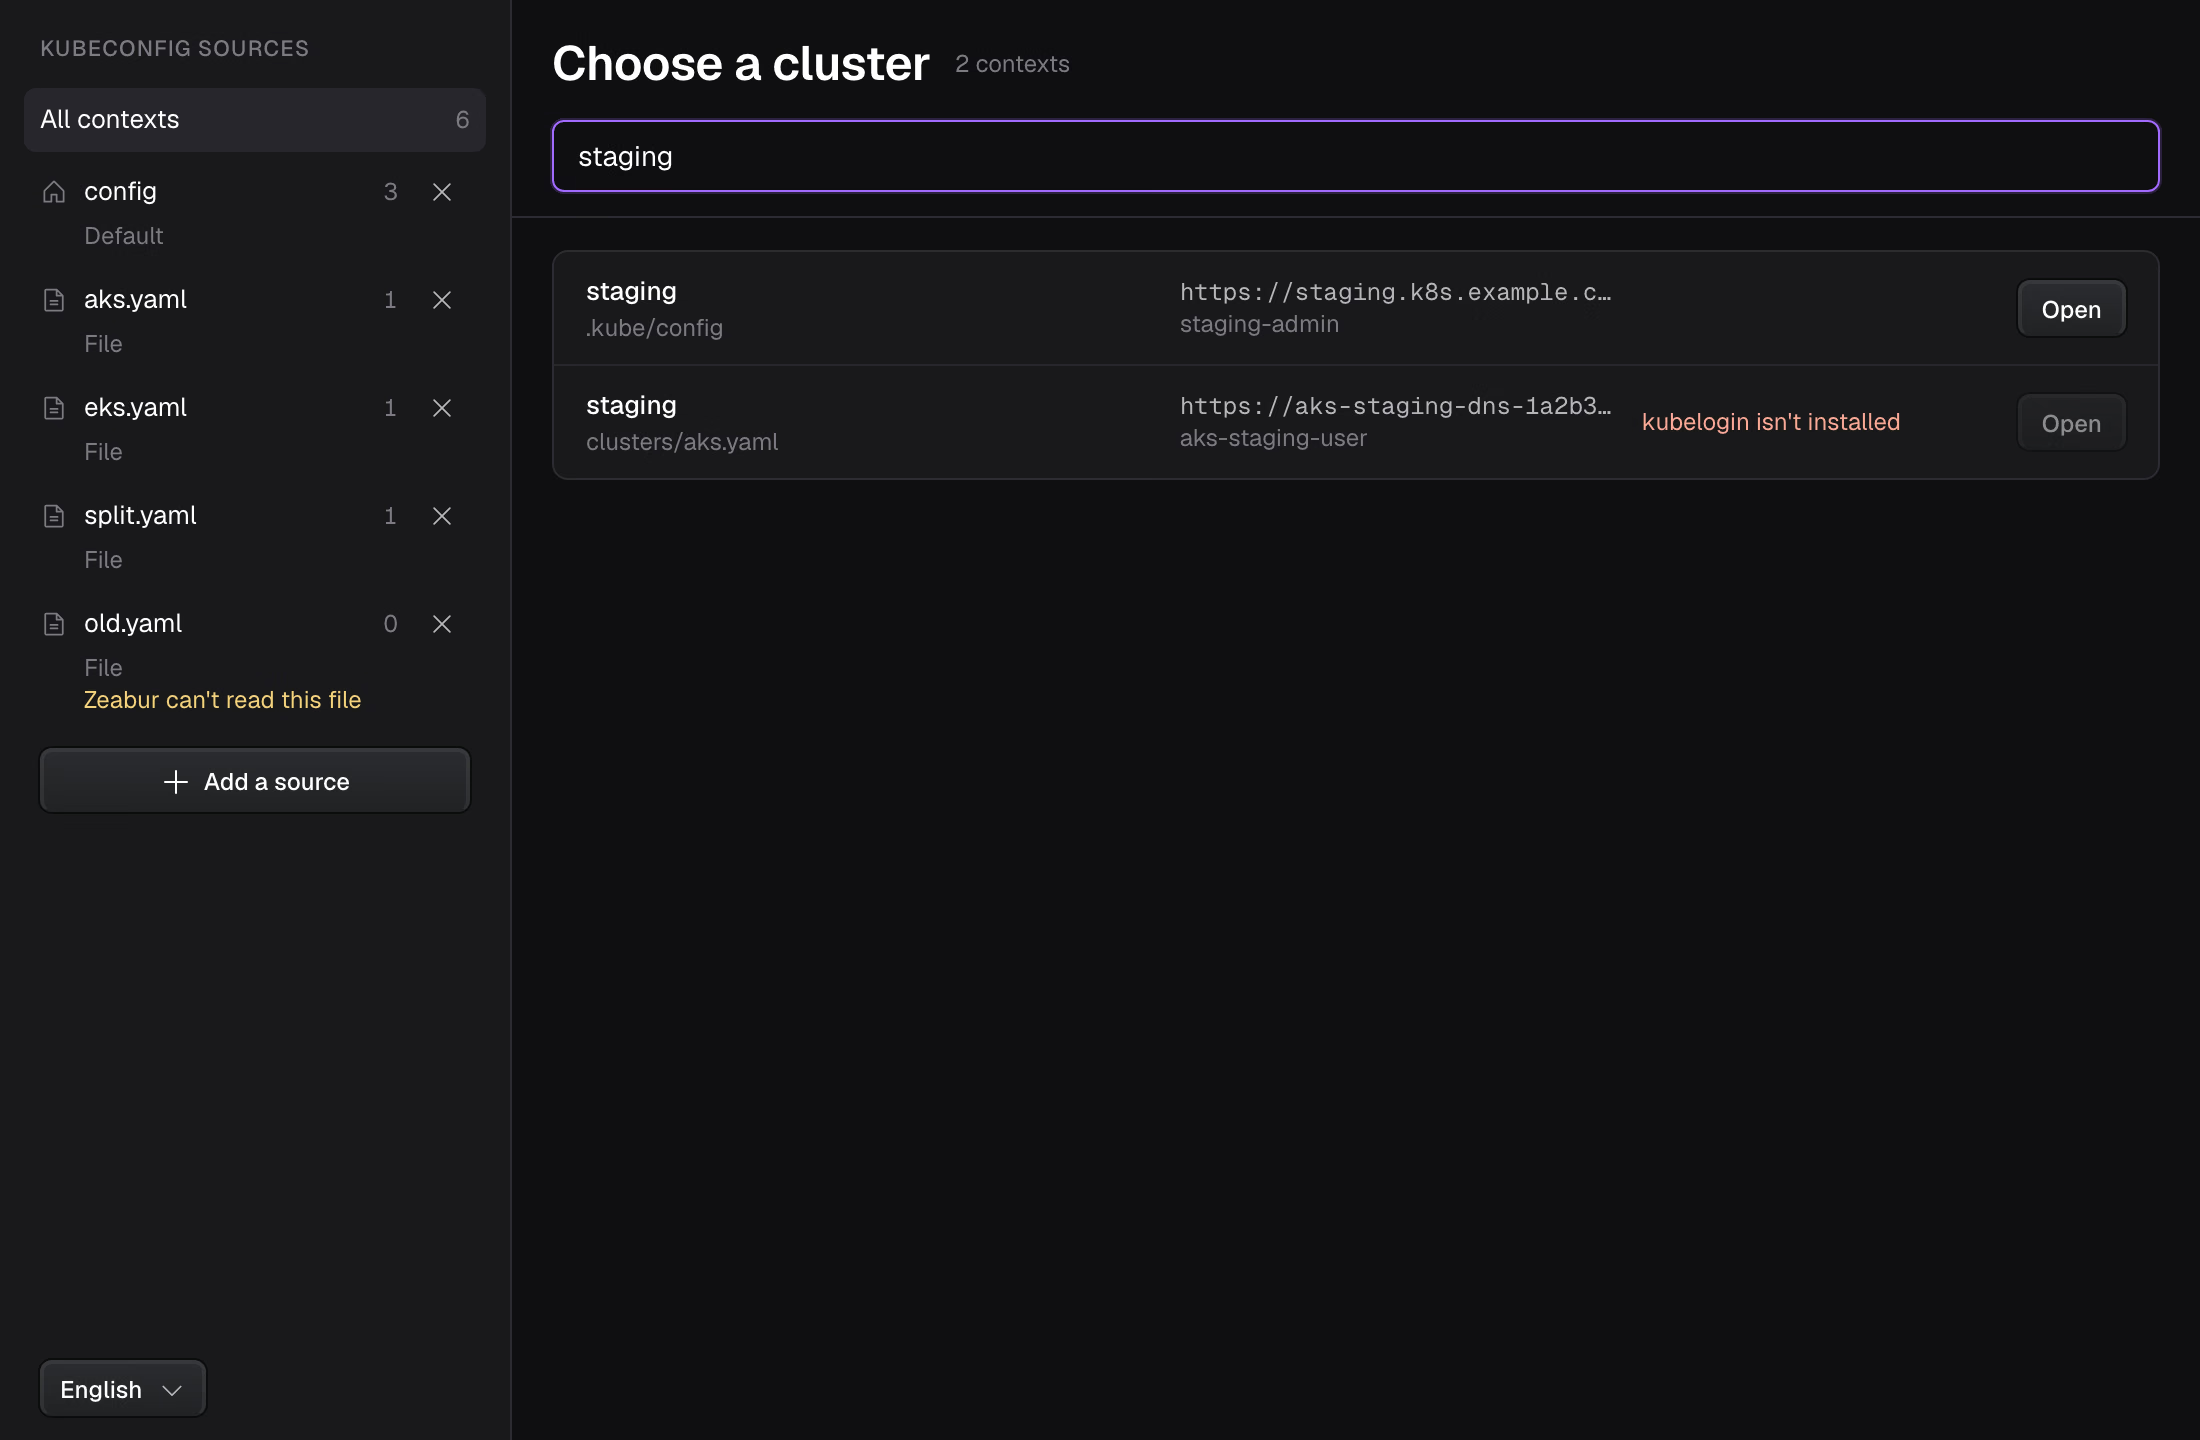 KUBECONFIG SOURCES
All contexts 6
config 3
Default
aks.yaml 1
File
eks.yaml 1
File
split.yaml 1
File
old.yaml 0
File
Zeabur can't read this file
Add a source
English
Choose a cluster 2 contexts
staging
staging https://staging.k8s.example.c… Open
.kube/config staging-admin
staging https://aks-staging-dns-1a2b3… kubelogin isn't installed Open
clusters/aks.yaml aks-staging-user